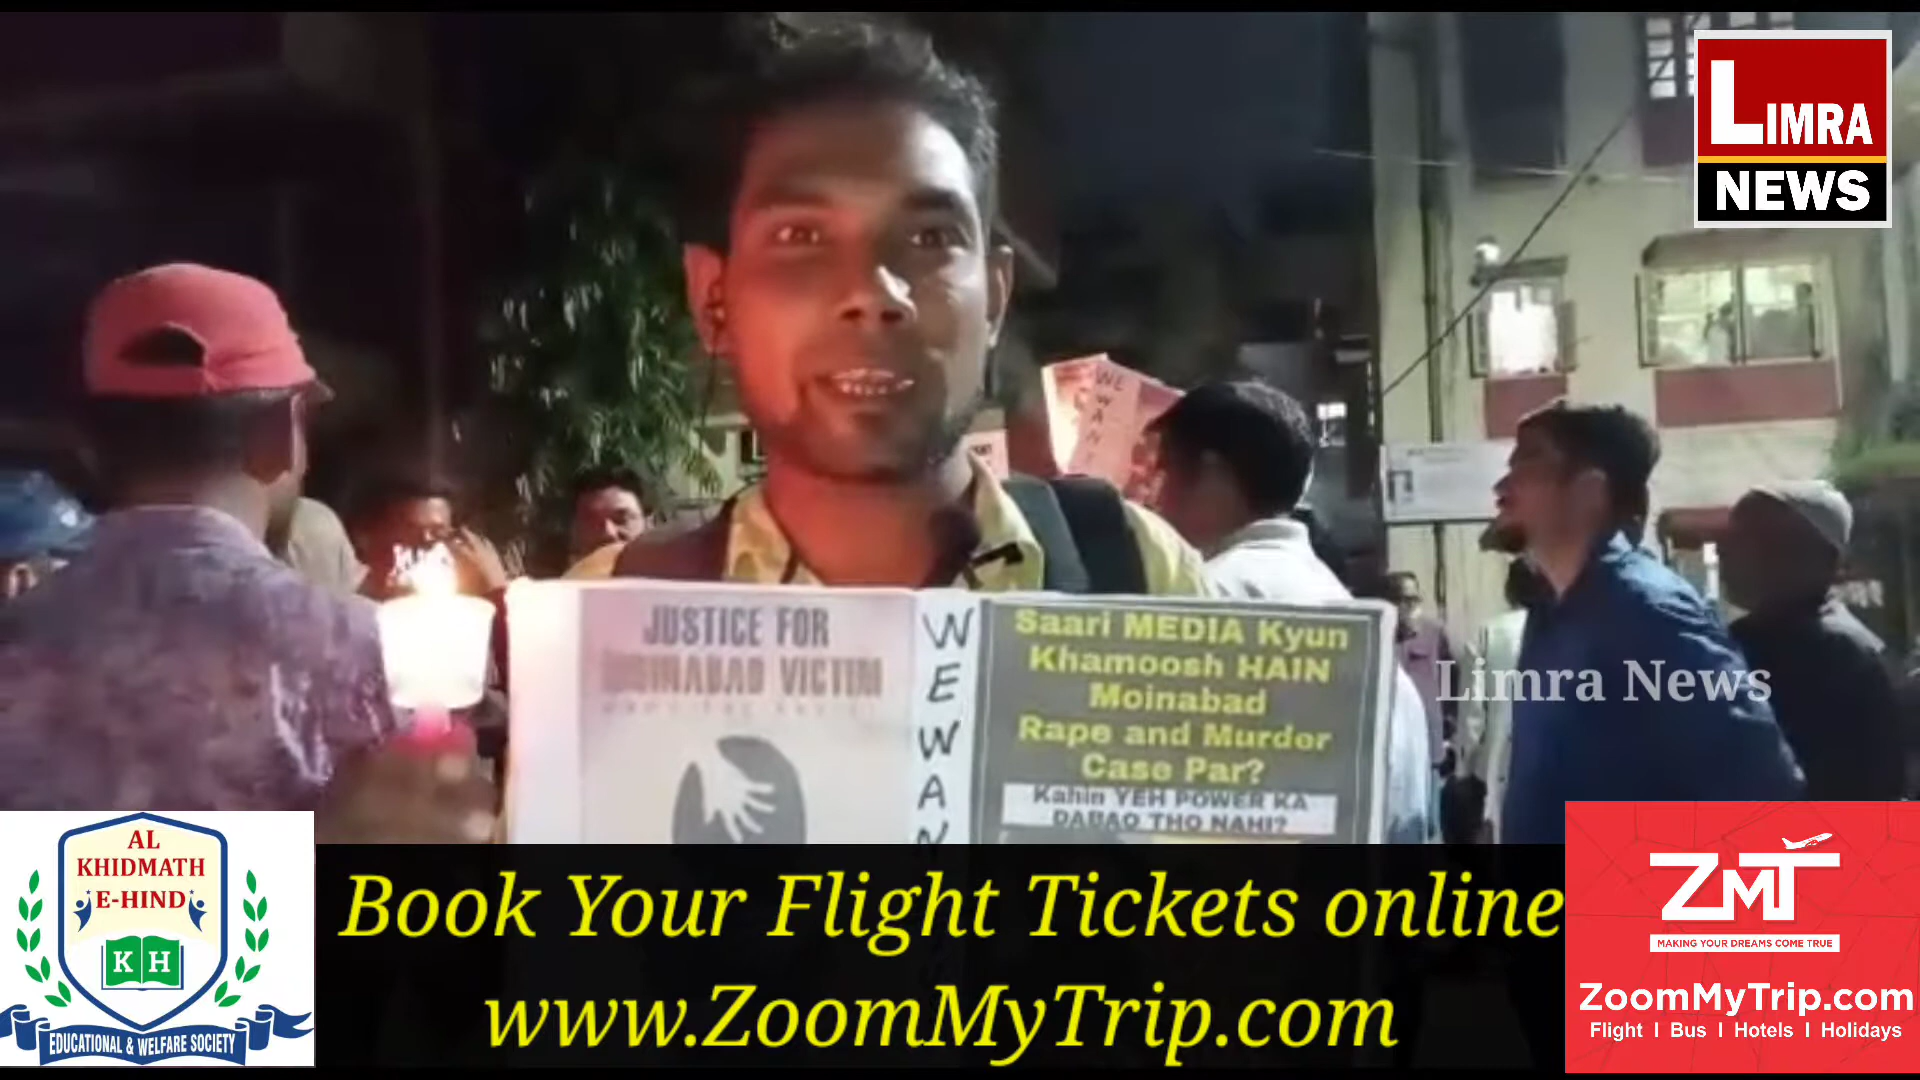 LIMRA
NEWS
WE
WAN
JUSTICE FOR
MOINABAD VICTIM
W
E
W
A
N
Saari MEDIA Kyun
Khamoosh HAIN
Moinabad
Rape and Murder
Case Par?
Kahin YEH POWER KA
DABAO THO NAHI?
Limra News
AL
KHIDMATH
E-HIND
K H
EDUCATIONAL & WELFARE SOCIETY
Book Your Flight Tickets online
www.ZoomMyTrip.com
ZMT
MAKING YOUR DREAMS COME TRUE
ZoomMyTrip.com
Flight I Bus I Hotels I Holidays